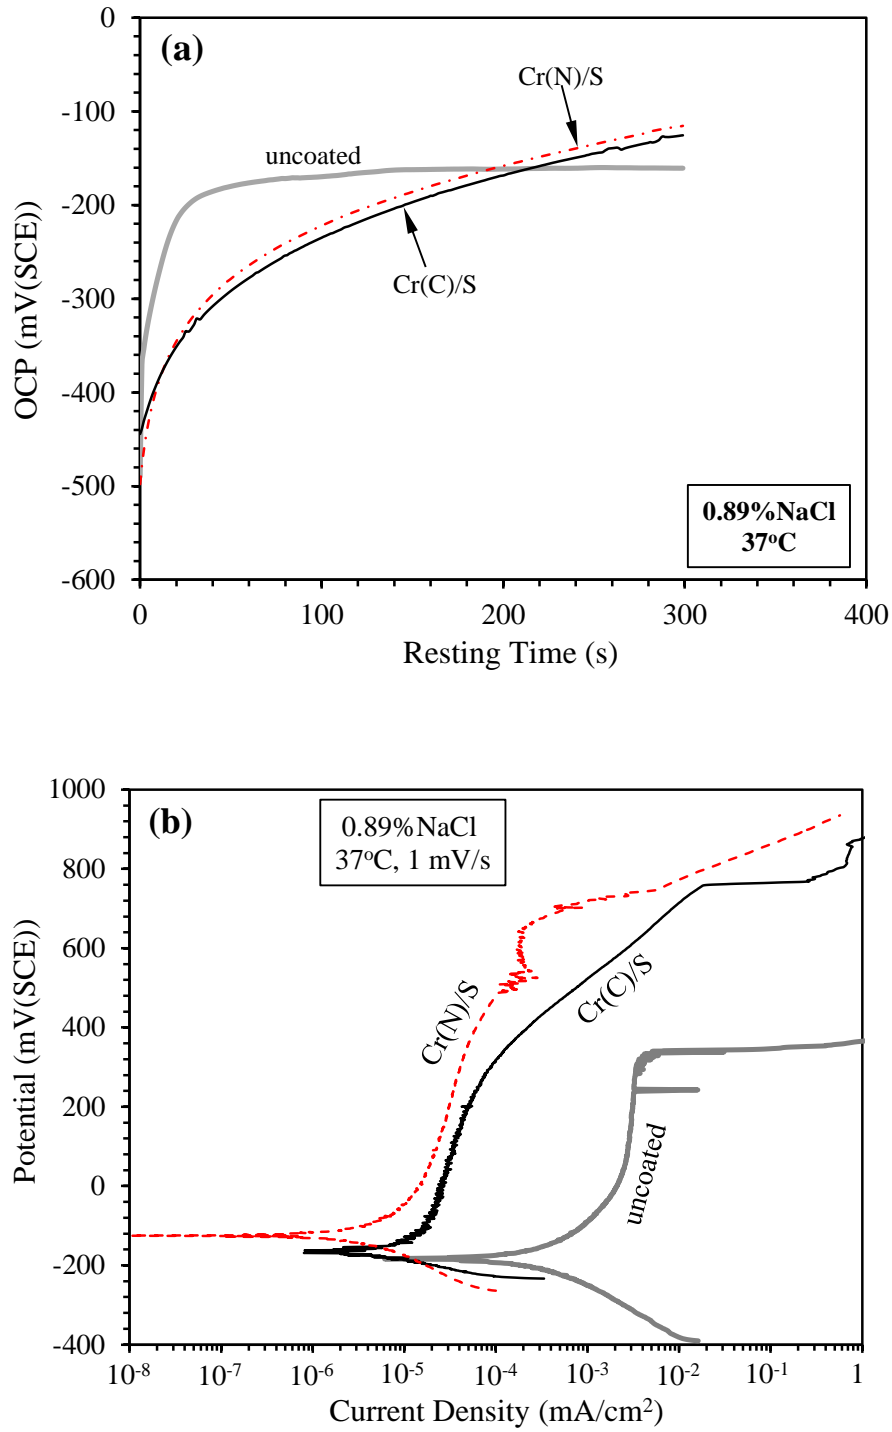 0
(a)
Cr(N)/S
-100
uncoated
-200
Cr(C)/S
-300
-400
-500
-600
OCP (mV(SCE))
0.89%NaCl
37°C
0 100 200 300 400
Resting Time (s)
1000
(b)
0.89%NaCl
37°C, 1 mV/s
800
600
400
200
0
-200
-400
Potential (mV(SCE))
Cr(N)/S
Cr(C)/S
uncoated
10⁻⁸ 10⁻⁷ 10⁻⁶ 10⁻⁵ 10⁻⁴ 10⁻³ 10⁻² 10⁻¹ 1
Current Density (mA/cm²)